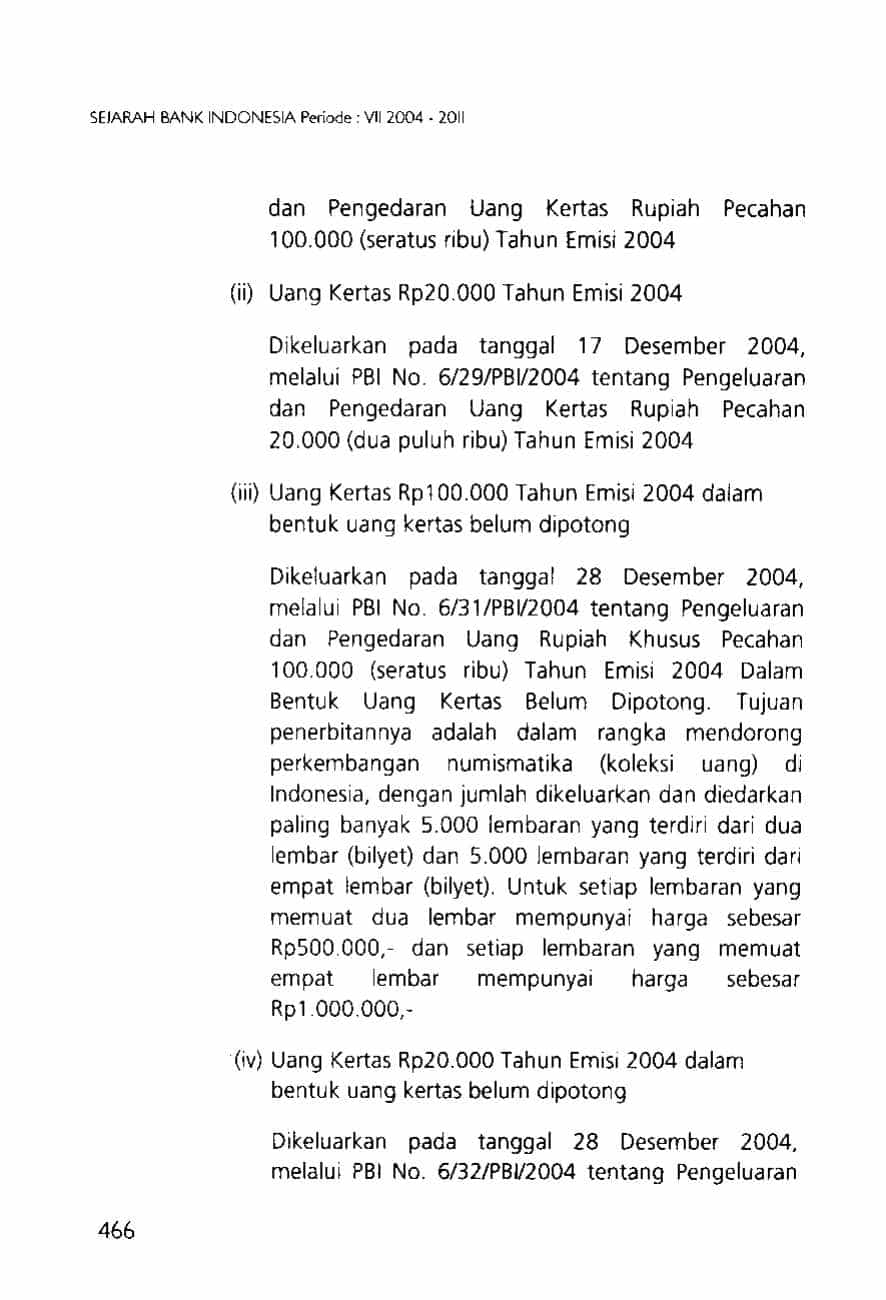 SEJARAH BANK INDONESIA Periode : VII 2004 - 2011
dan Pengedaran Uang Kertas Rupiah Pecahan
100.000 (seratus ribu) Tahun Emisi 2004
(ii) Uang Kertas Rp20.000 Tahun Emisi 2004
Dikeluarkan pada tanggal 17 Desember 2004,
melalui PBI No. 6/29/PBI/2004 tentang Pengeluaran
dan Pengedaran Uang Kertas Rupiah Pecahan
20.000 (dua puluh ribu) Tahun Emisi 2004
(iii) Uang Kertas Rp100.000 Tahun Emisi 2004 dalam
bentuk uang kertas belum dipotong
Dikeluarkan pada tanggal 28 Desember 2004,
melalui PBI No. 6/31/PBI/2004 tentang Pengeluaran
dan Pengedaran Uang Rupiah Khusus Pecahan
100.000 (seratus ribu) Tahun Emisi 2004 Dalam
Bentuk Uang Kertas Belum Dipotong. Tujuan
penerbitannya adalah dalam rangka mendorong
perkembangan numismatika (koleksi uang) di
Indonesia, dengan jumlah dikeluarkan dan diedarkan
paling banyak 5.000 lembaran yang terdiri dari dua
lembar (bilyet) dan 5.000 lembaran yang terdiri dari
empat lembar (bilyet). Untuk setiap lembaran yang
memuat dua lembar mempunyai harga sebesar
Rp500.000,- dan setiap lembaran yang memuat
empat lembar mempunyai harga sebesar
Rp1.000.000,-
(iv) Uang Kertas Rp20.000 Tahun Emisi 2004 dalam
bentuk uang kertas belum dipotong
Dikeluarkan pada tanggal 28 Desember 2004,
melalui PBI No. 6/32/PBI/2004 tentang Pengeluaran
466